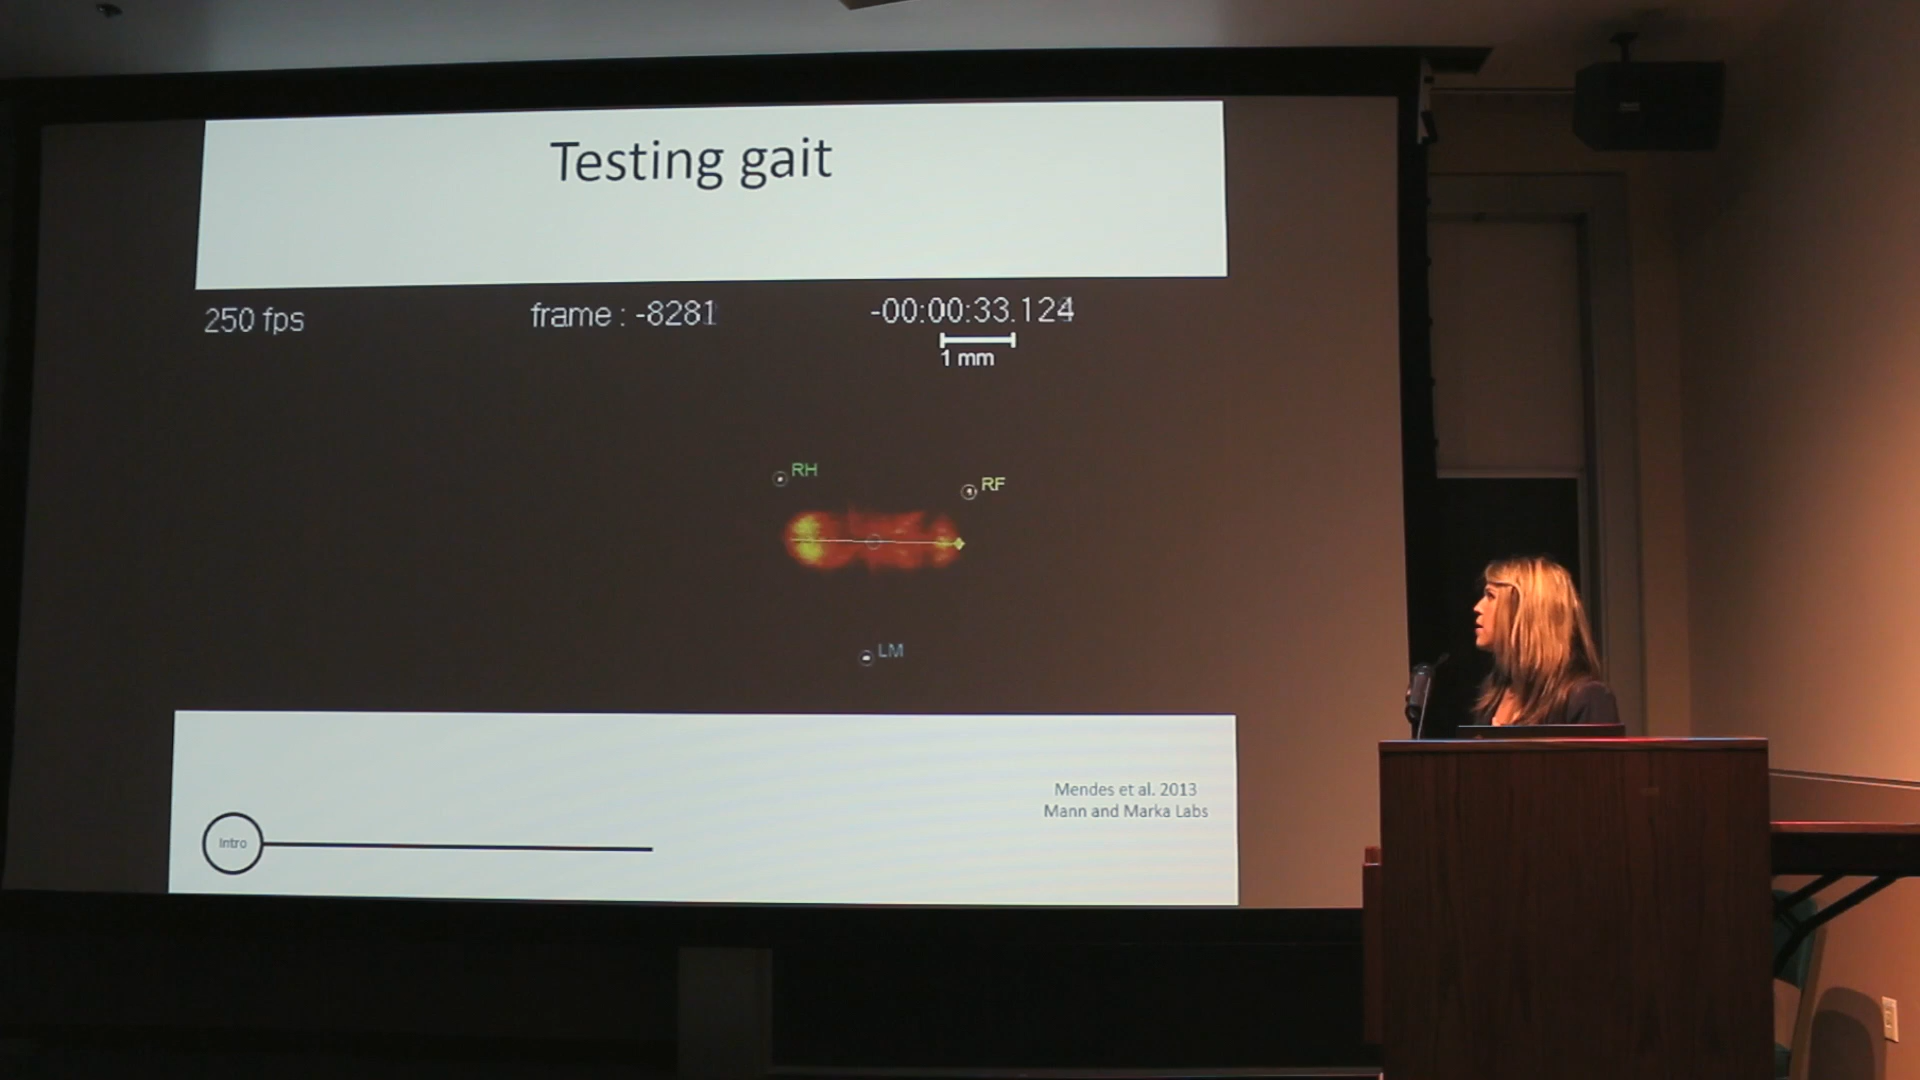 Testing gait
250 fps
frame : -8281
-00:00:33.124
1 mm
RH
RF
LM
Mendes et al. 2013
Mann and Marka Labs
Intro